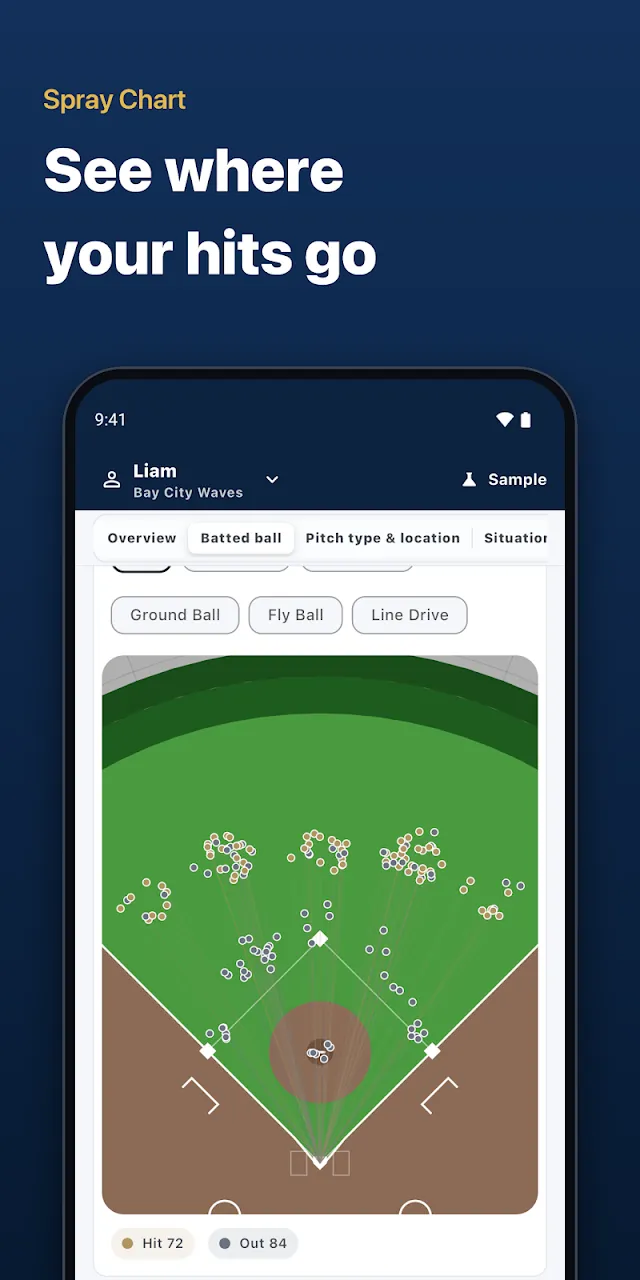 Spray Chart
See where
your hits go
9:41
Liam
Bay City Waves
Sample
Overview
Batted ball
Pitch type & location
Situation
Ground Ball
Fly Ball
Line Drive
Hit 72
Out 84